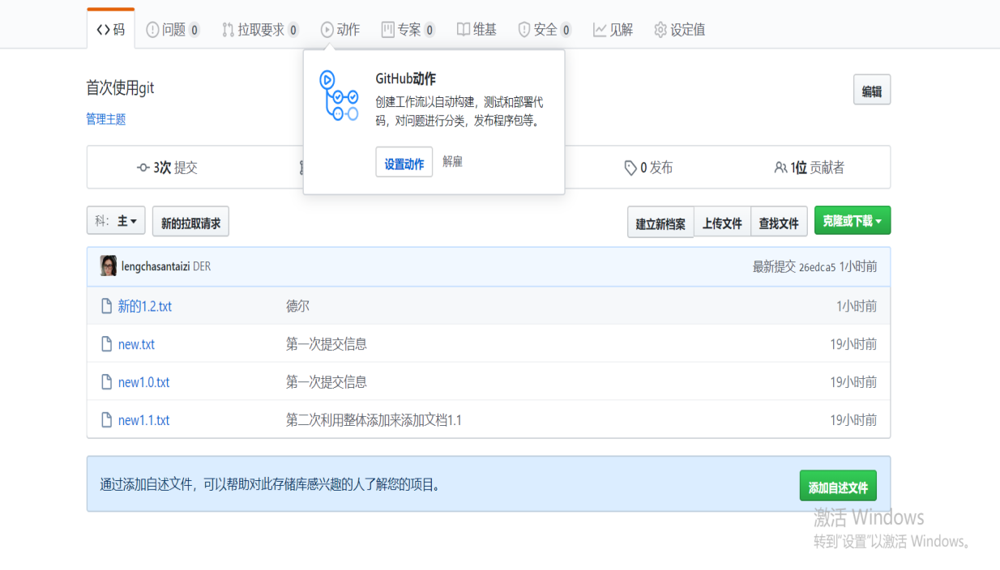 码 问题 0 拉取要求 0 动作 专案 0 维基 安全 0 见解 设定值
GitHub动作
创建工作流以自动构建，测试和部署代
码，对问题进行分类，发布程序包等。
设置动作 解雇
首次使用git
编辑
管理主题
3次 提交 0 发布 1位 贡献者
科： 主 新的拉取请求 建立新档案 上传文件 查找文件 克隆或下载
lengchasantaizi DER 最新提交 26edca5 1小时前
新的1.2.txt 德尔 1小时前
new.txt 第一次提交信息 19小时前
new1.0.txt 第一次提交信息 19小时前
new1.1.txt 第二次利用整体添加来添加文档1.1 19小时前
通过添加自述文件，可以帮助对此存储库感兴趣的人了解您的项目。 添加自述文件
激活 Windows
转到"设置"以激活 Windows。